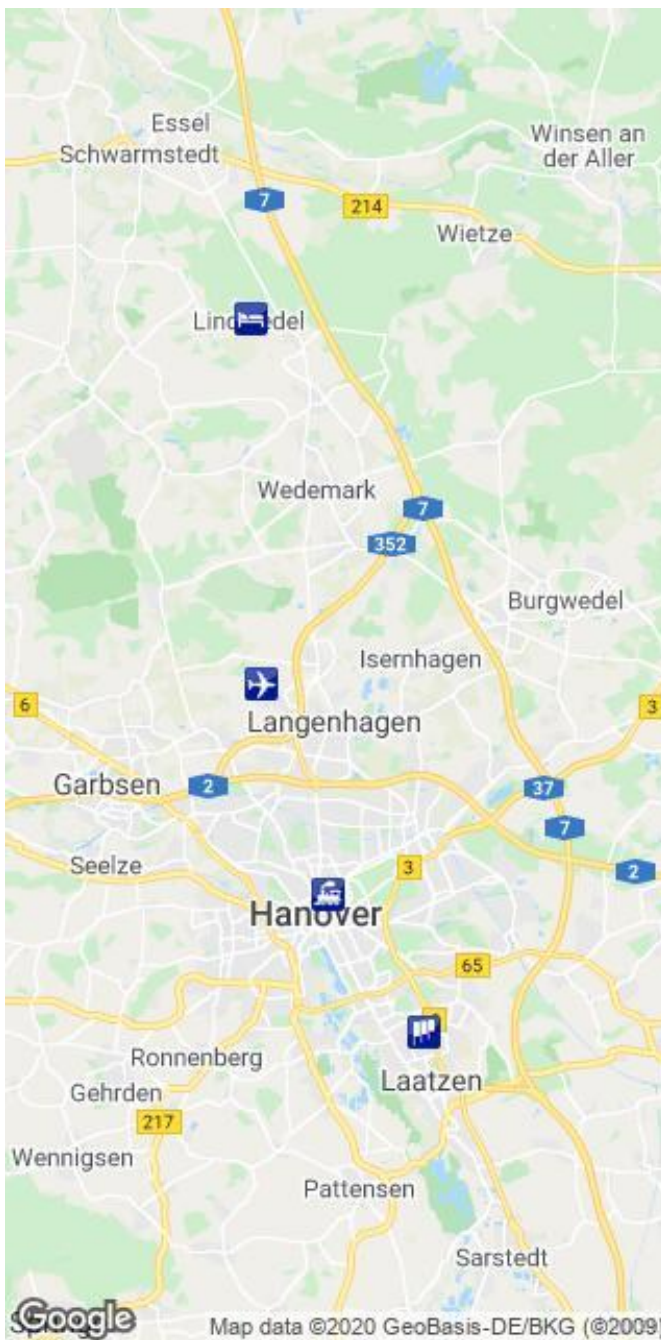 Essel
Schwarmstedt
Winsen an
der Aller
7
214
Wietze
Wedemark
7
352
Burgwedel
Isernhagen
6
3
Langenhagen
Garbsen
2
37
7
Seelze
3
2
Hanover
65
Ronnenberg
Laatzen
Gehrden
217
Wennigsen
Pattensen
Sarstedt
Google
Map data ©2020 GeoBasis-DE/BKG (©2009)